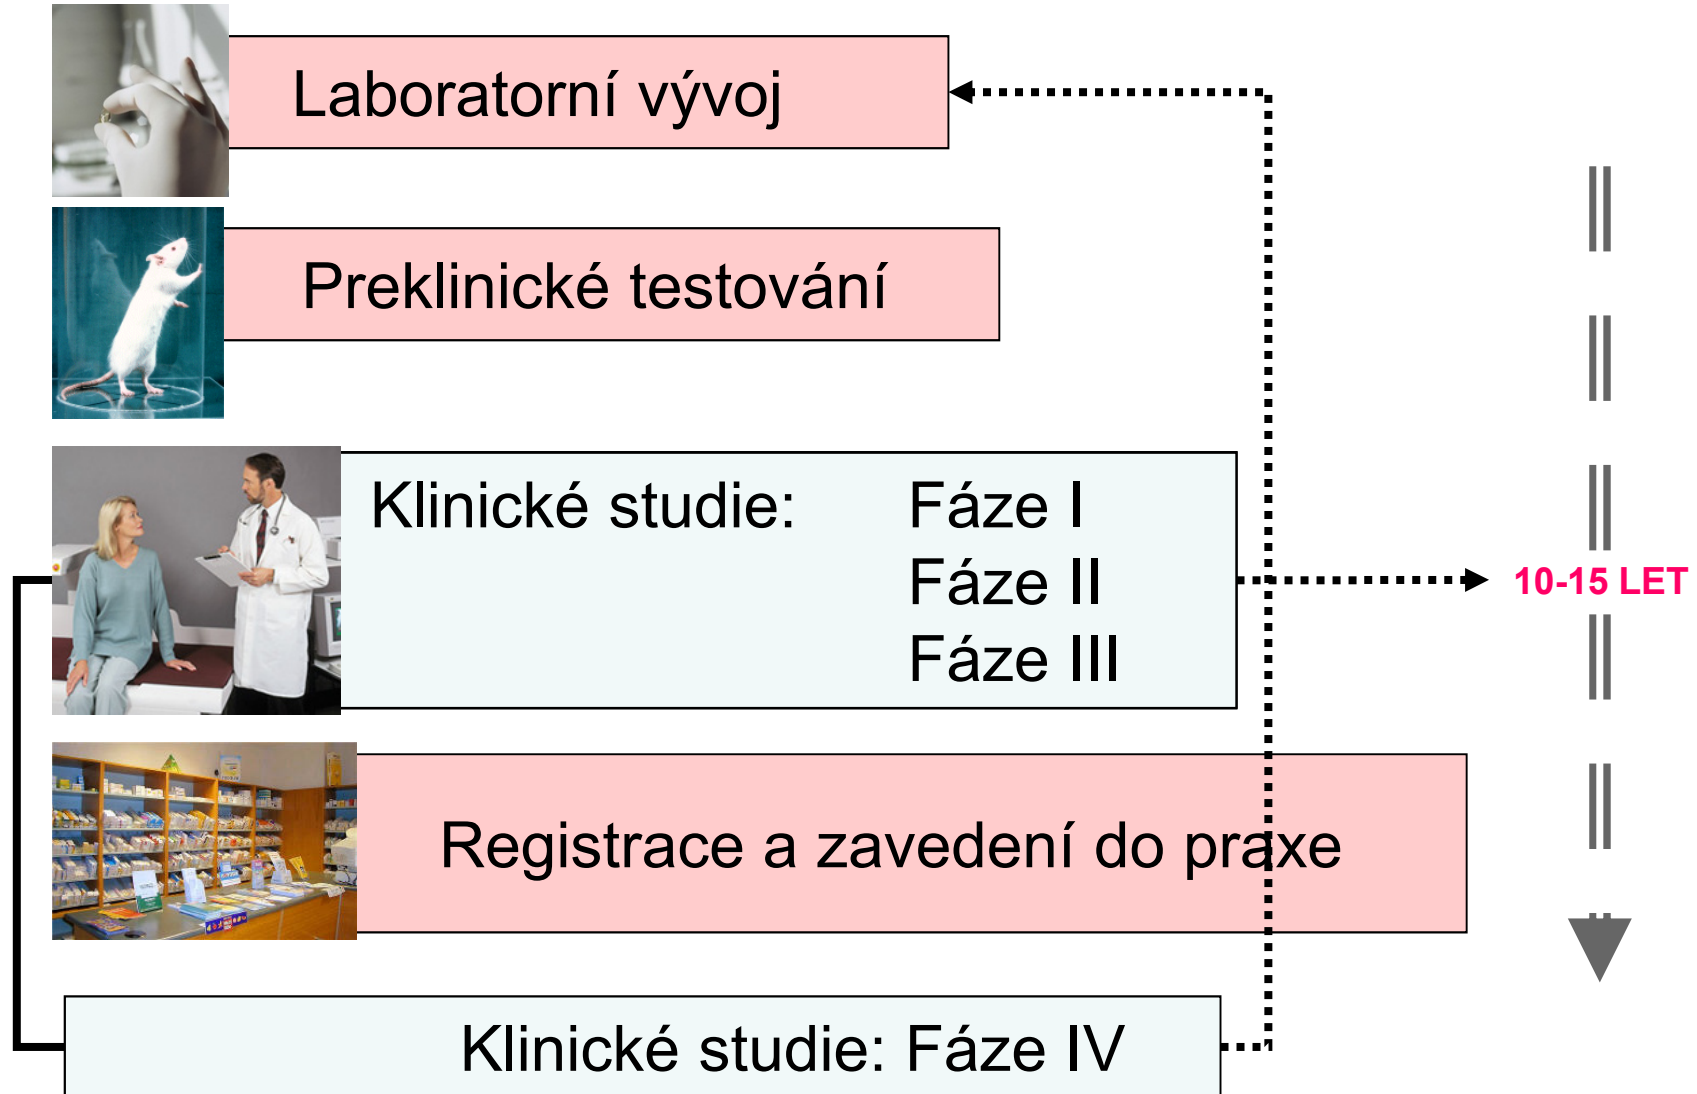 Laboratorní vývoj
Preklinické testování
Klinické studie: Fáze I
Fáze II
Fáze III
10-15 LET
Registrace a zavedení do praxe
Klinické studie: Fáze IV